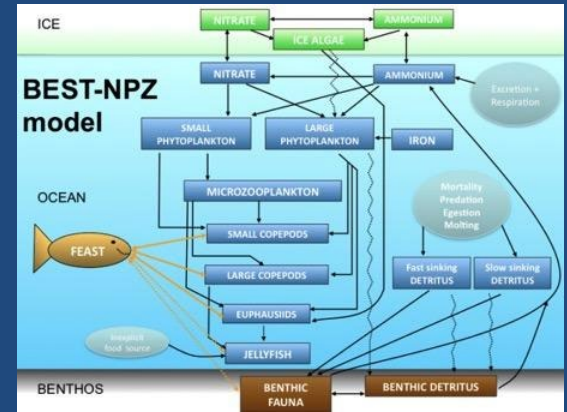 ICE
NITRATE
AMMONIUM
ICE ALGAE
BEST-NPZ
model
NITRATE
AMMONIUM
Excretion +
Respiration
SMALL
PHYTOPLANKTON
LARGE
PHYTOPLANKTON
IRON
OCEAN
MICROZOOPLANKTON
Mortality
Predation
Egestion
Molting
SMALL COPEPODS
FEAST
LARGE COPEPODS
Fast sinking
DETRITUS
Slow sinking
DETRITUS
EUPHAUSIIDS
food source
JELLYFISH
BENTHOS
BENTHIC
FAUNA
BENTHIC DETRITUS